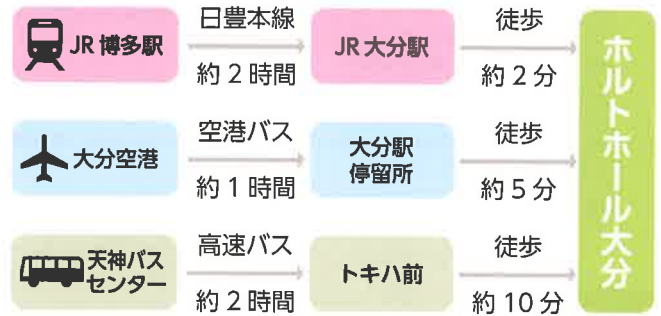 JR 博多駅
日豊本線
約 2 時間
JR 大分駅
徒歩
約 2 分
大分空港
空港バス
約 1 時間
大分駅
停留所
徒歩
約 5 分
天神バス
センター
高速バス
約 2 時間
トキハ前
徒歩
約 10 分
ホルトホール大分